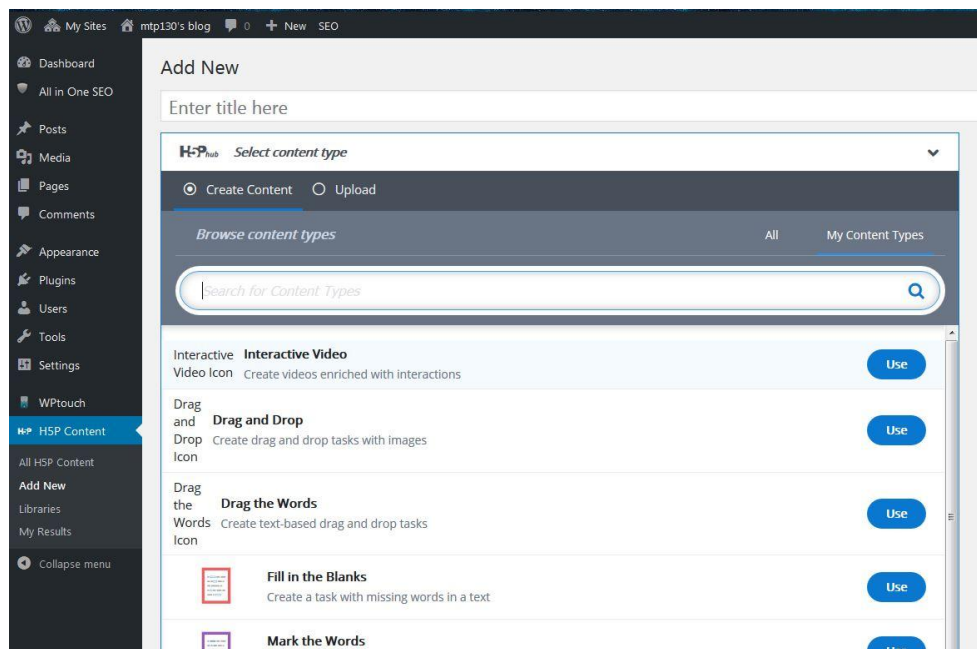 My Sites mtp130's blog 0 + New SEO
Dashboard
All in One SEO
Posts
Media
Pages
Comments
Appearance
Plugins
Users
Tools
Settings
WPtouch
H5P H5P Content
All H5P Content
Add New
Libraries
My Results
Collapse menu
Add New
Enter title here
H5Phub Select content type
Create Content Upload
Browse content types All My Content Types
Search for Content Types
Interactive Video Icon
Interactive Video
Create videos enriched with interactions
Use
Drag
and
Drop
Icon
Drag and Drop
Create drag and drop tasks with images
Use
Drag
the
Words
Icon
Drag the Words
Create text-based drag and drop tasks
Use
Fill in the Blanks
Create a task with missing words in a text
Use
Mark the Words